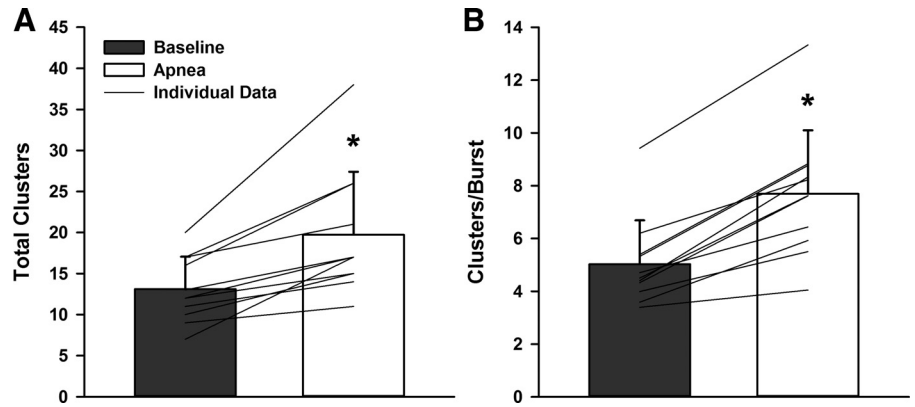 A
Total Clusters
45
40
35
30
25
20
15
10
5
0
Baseline
Apnea
Individual Data
*
B
Clusters/Burst
14
12
10
8
6
4
2
0
*